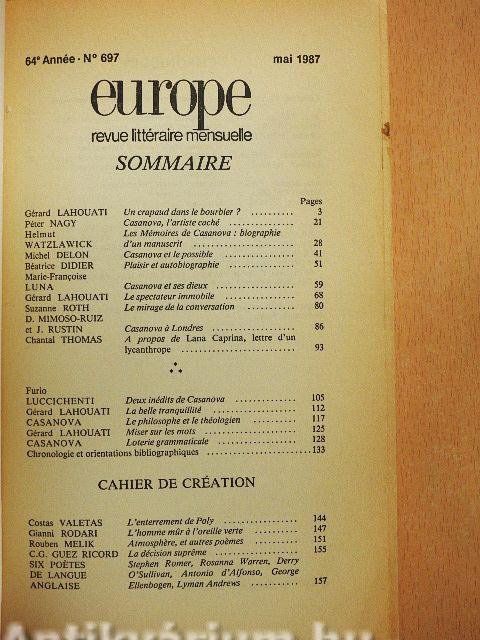 64e Année - N° 697 mai 1987
europe
revue littéraire mensuelle
SOMMAIRE
Pages
Gérard LAHOUATI Un crapaud dans le bourbier ? .......... 3
Péter NAGY Casanova, l'artiste caché ............... 21
Helmut Les Mémoires de Casanova : biographie
WATZLAWICK d'un manuscrit ....................... 28
Michel DELON Casanova et le possible ................ 41
Béatrice DIDIER Plaisir et autobiographie ............... 51
Marie-Françoise
LUNA Casanova et ses dieux .................. 59
Gérard LAHOUATI Le spectateur immobile ................ 68
Suzanne ROTH Le mirage de la conversation ........... 80
D. MIMOSO-RUIZ
et J. RUSTIN Casanova à Londres ................... 86
Chantal THOMAS A propos de Lana Caprina, lettre d'un
lycanthrope .......................... 93
Furio
LUCCICHENTI Deux inédits de Casanova .............. 105
Gérard LAHOUATI La belle tranquillité ................... 112
CASANOVA Le philosophe et le théologien .......... 117
Gérard LAHOUATI Miser sur les mots .................... 125
CASANOVA Loterie grammaticale .................. 128
Chronologie et orientations bibliographiques ....................... 133
CAHIER DE CRÉATION
Costas VALETAS L'enterrement de Poly ................. 144
Gianni RODARI L'homme mûr à l'oreille verte .......... 147
Rouben MELIK Atmosphère, et autres poèmes .......... 151
C.G. GUEZ RICORD La décision suprême .................. 155
SIX POÈTES Stephen Romer, Rosanna Warren, Derry
DE LANGUE O'Sullivan, Antonio d'Alfonso, George
ANGLAISE Ellenbogen, Lyman Andrews ........... 157
Antikvárium.hu